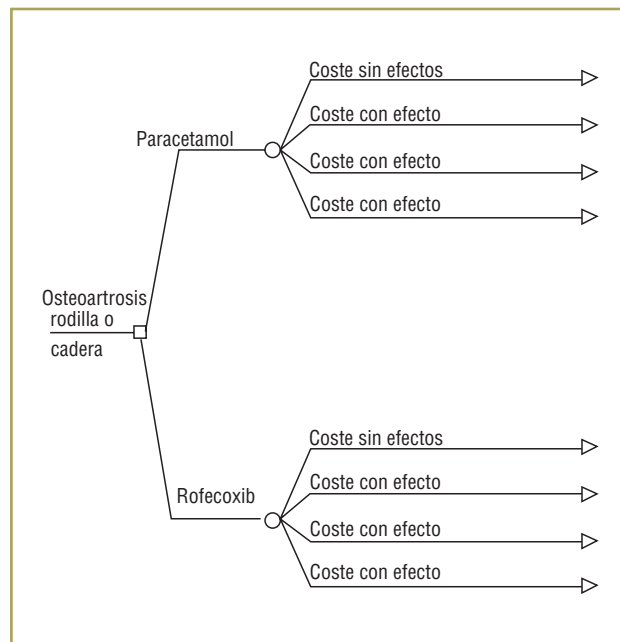 Coste sin efectos
Coste con efecto
Paracetamol
Coste con efecto
Coste con efecto
Osteoartrosis
rodilla o
cadera
Coste sin efectos
Coste con efecto
Rofecoxib
Coste con efecto
Coste con efecto